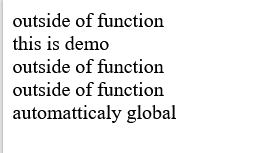 outside of function
this is demo
outside of function
outside of function
automatticaly global